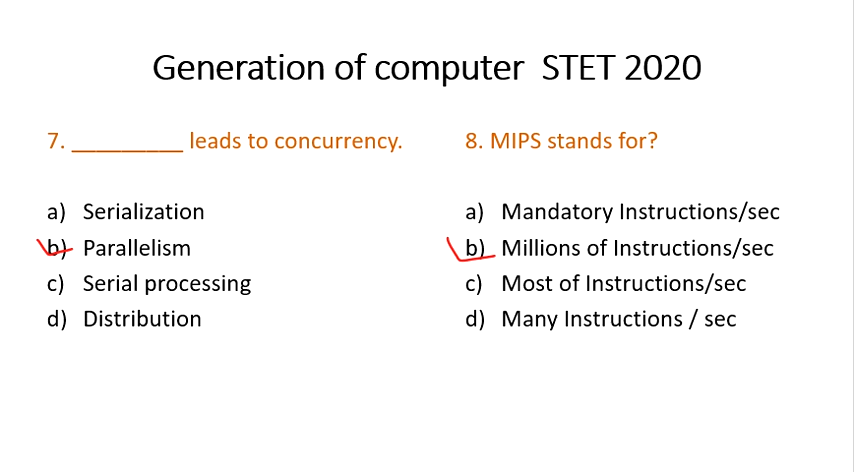 Generation of computer STET 2020
7. _________ leads to concurrency.
a) Serialization
b) Parallelism
c) Serial processing
d) Distribution
8. MIPS stands for?
a) Mandatory Instructions/sec
b) Millions of Instructions/sec
c) Most of Instructions/sec
d) Many Instructions / sec